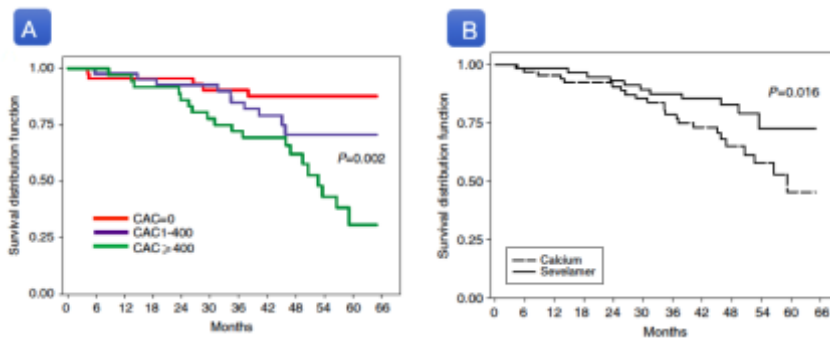 A
Survival distribution function
1.00
0.75
0.50
0.25
0.00
P=0.002
CAC=0
CAC1-400
CAC⩾400
0 6 12 18 24 30 36 42 48 54 60 66
Months
B
Survival distribution function
1.00
0.75
0.50
0.25
0.00
P=0.016
Calcium
Sevelamer
0 6 12 18 24 30 36 42 48 54 60 66
Months